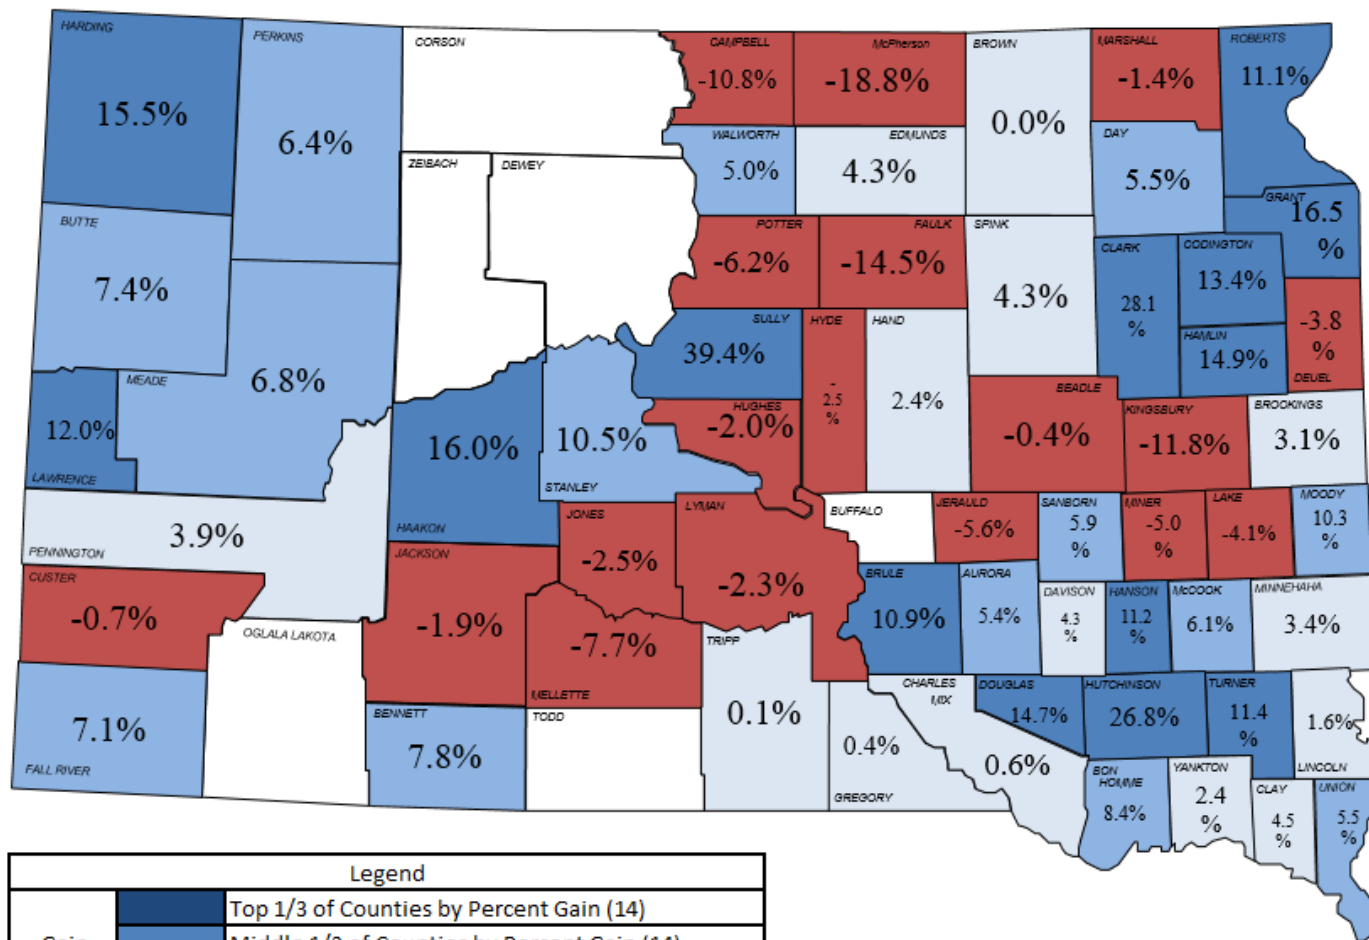 HARDING
15.5%
PERKINS
6.4%
CORSON
CAMPBELL
-10.8%
McPherson
-18.8%
BROWN
0.0%
MARSHALL
-1.4%
ROBERTS
11.1%
WALWORTH
5.0%
EDMUNDS
4.3%
DAY
5.5%
ZEIBACH
DEWEY
GRANT
16.5
%
BUTTE
7.4%
POTTER
-6.2%
FAULK
-14.5%
SPINK
4.3%
CLARK
28.1
%
CODINGTON
13.4%
HAMLIN
14.9%
-3.8
%
DEUEL
MEADE
6.8%
SULLY
39.4%
HYDE
-
2.5
%
HAND
2.4%
12.0%
LAWRENCE
16.0%
HAAKON
10.5%
STANLEY
HUGHES
-2.0%
BEADLE
-0.4%
KINGSBURY
-11.8%
BROOKINGS
3.1%
3.9%
PENNINGTON
JONES
-2.5%
LYMAN
-2.3%
BUFFALO
JERAULD
-5.6%
SANBORN
5.9
%
MINER
-5.0
%
LAKE
-4.1%
MOODY
10.3
%
CUSTER
-0.7%
OGLALA LAKOTA
JACKSON
-1.9%
-7.7%
MELLETTE
BRULE
10.9%
AURORA
5.4%
DAVISON
4.3
%
HANSON
11.2
%
McCOOK
6.1%
MINNEHAHA
3.4%
7.1%
FALL RIVER
BENNETT
7.8%
TODD
TRIPP
0.1%
0.4%
GREGORY
CHARLES
MIX
0.6%
DOUGLAS
14.7%
HUTCHINSON
26.8%
TURNER
11.4
%
1.6%
LINCOLN
BON
HOMME
8.4%
YANKTON
2.4
%
CLAY
4.5
%
UNION
5.5
%
Legend
Top 1/3 of Counties by Percent Gain (14)